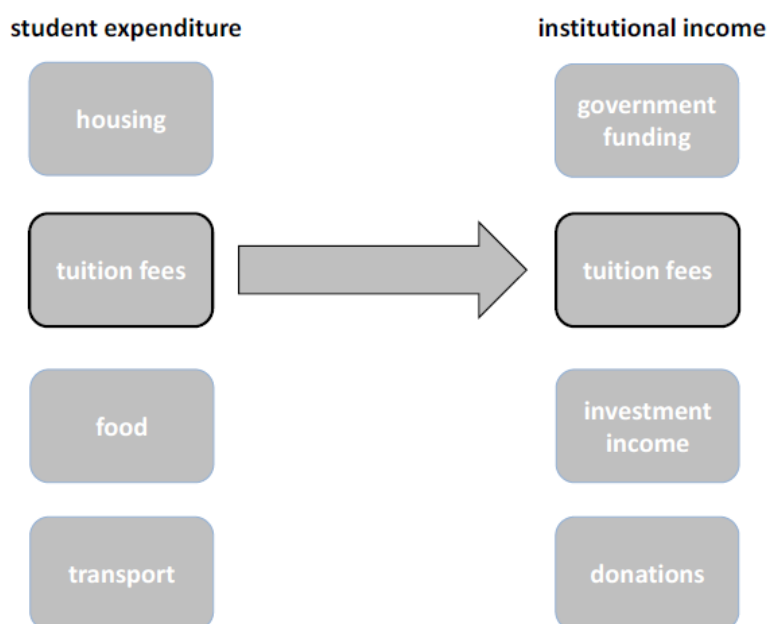 student expenditure
institutional income
housing
government
funding
tuition fees
tuition fees
food
investment
income
transport
donations